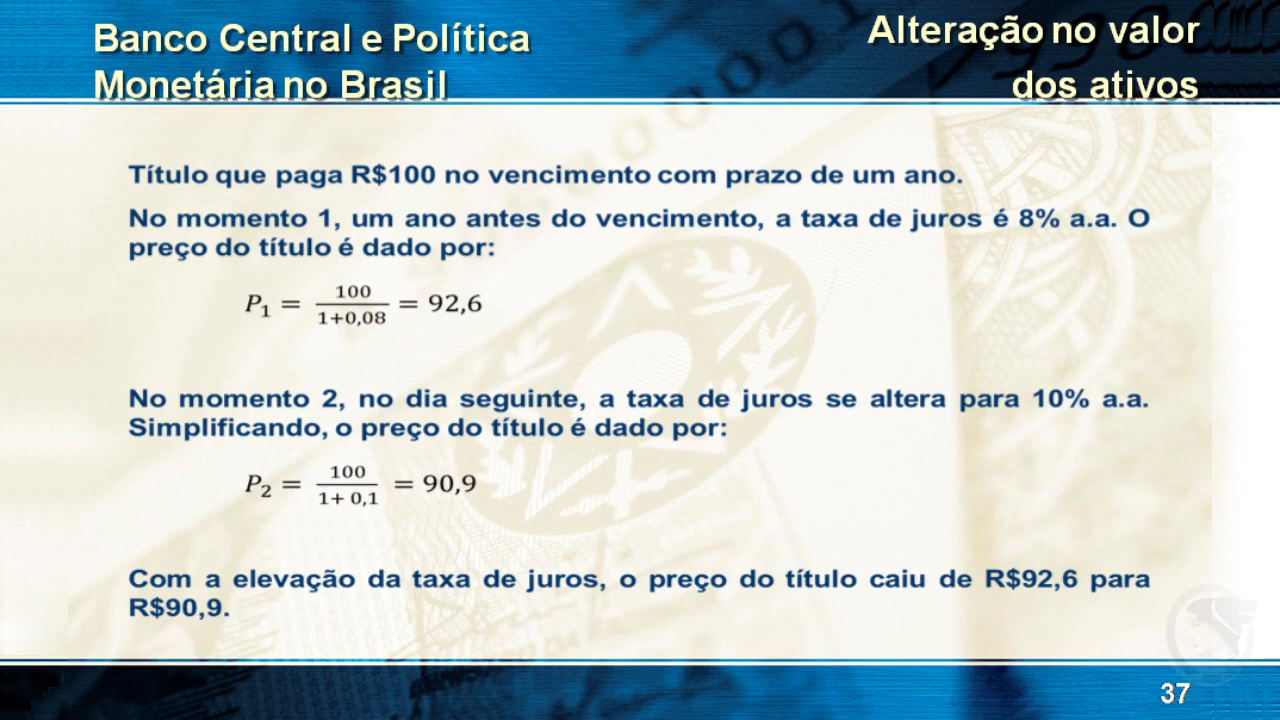 Banco Central e Política
Monetária no Brasil
Alteração no valor
dos ativos
Título que paga R$100 no vencimento com prazo de um ano.
No momento 1, um ano antes do vencimento, a taxa de juros é 8% a.a. O
preço do título é dado por:
P₁ = 100/(1+0,08) = 92,6
No momento 2, no dia seguinte, a taxa de juros se altera para 10% a.a.
Simplificando, o preço do título é dado por:
P₂ = 100/(1+ 0,1) = 90,9
Com a elevação da taxa de juros, o preço do título caiu de R$92,6 para
R$90,9.
37